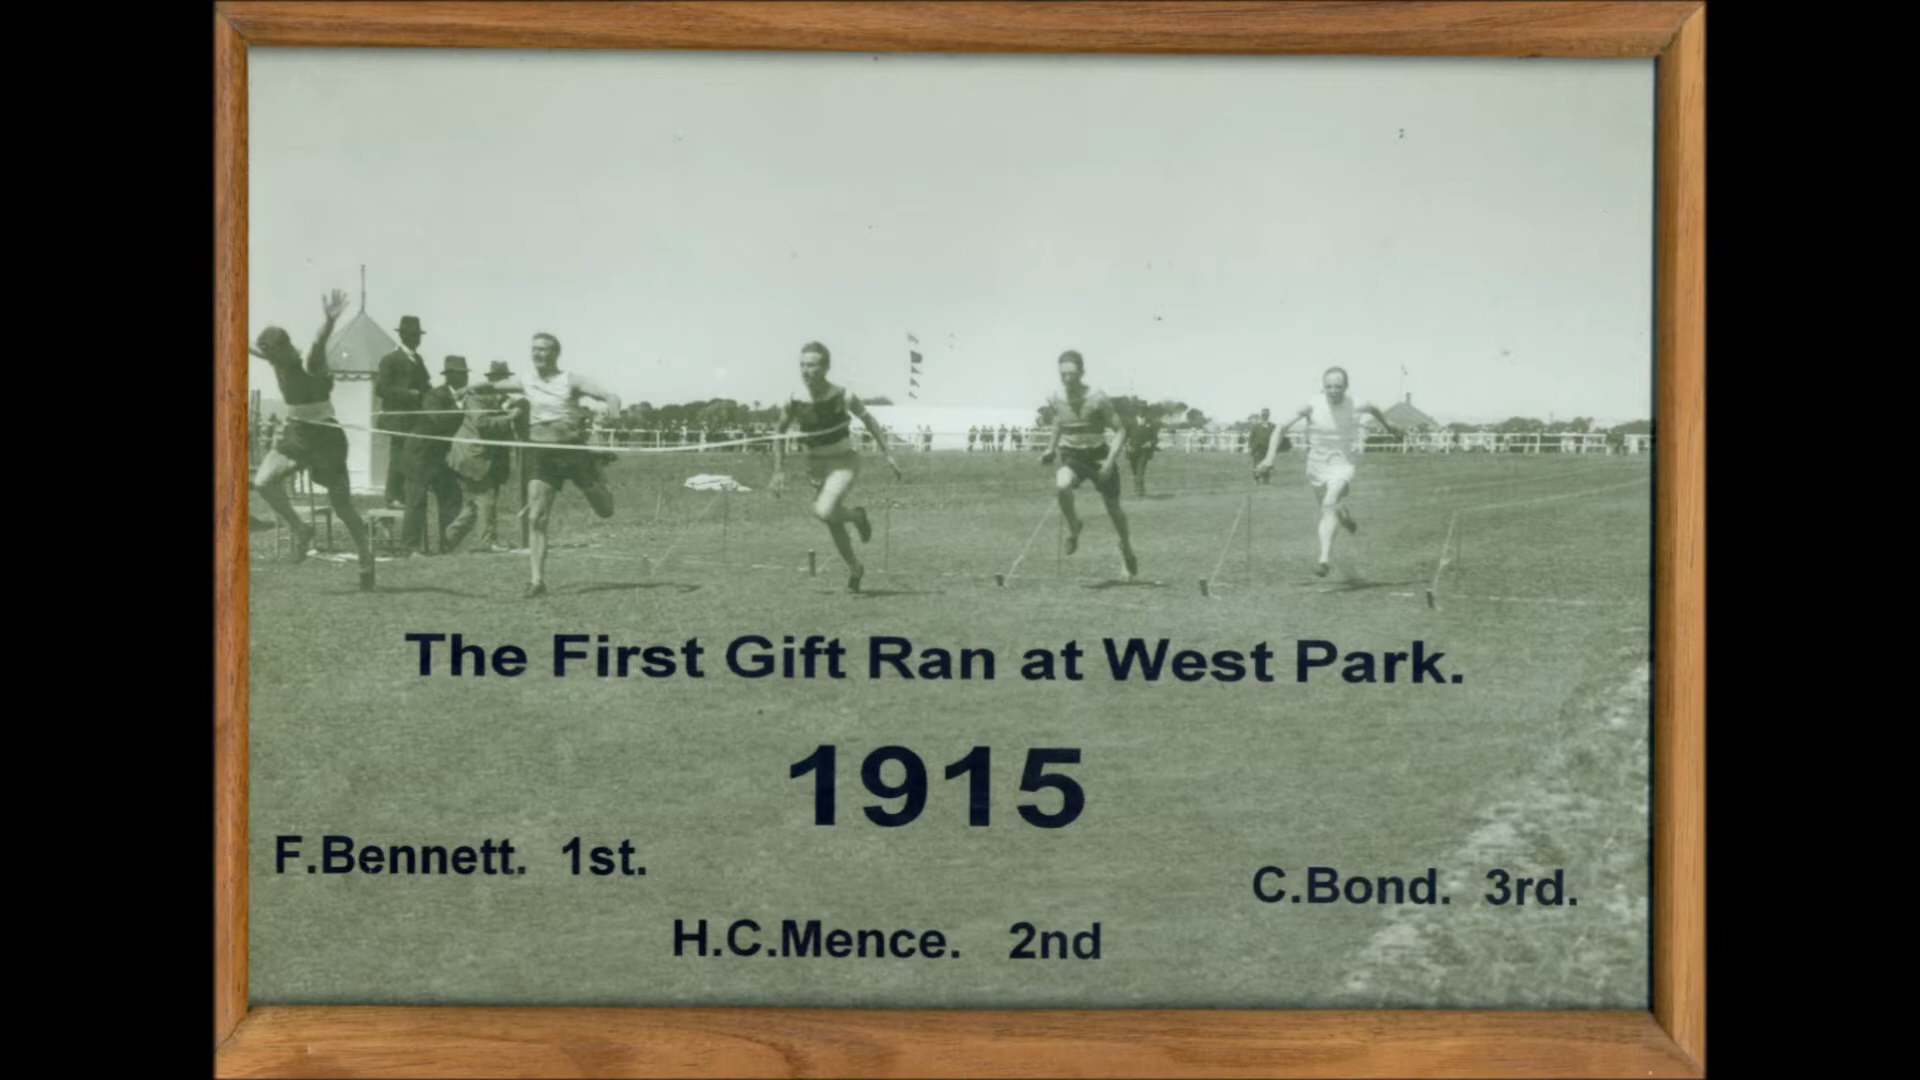 The First Gift Ran at West Park.
1915
F.Bennett. 1st.
C.Bond. 3rd.
H.C.Mence. 2nd